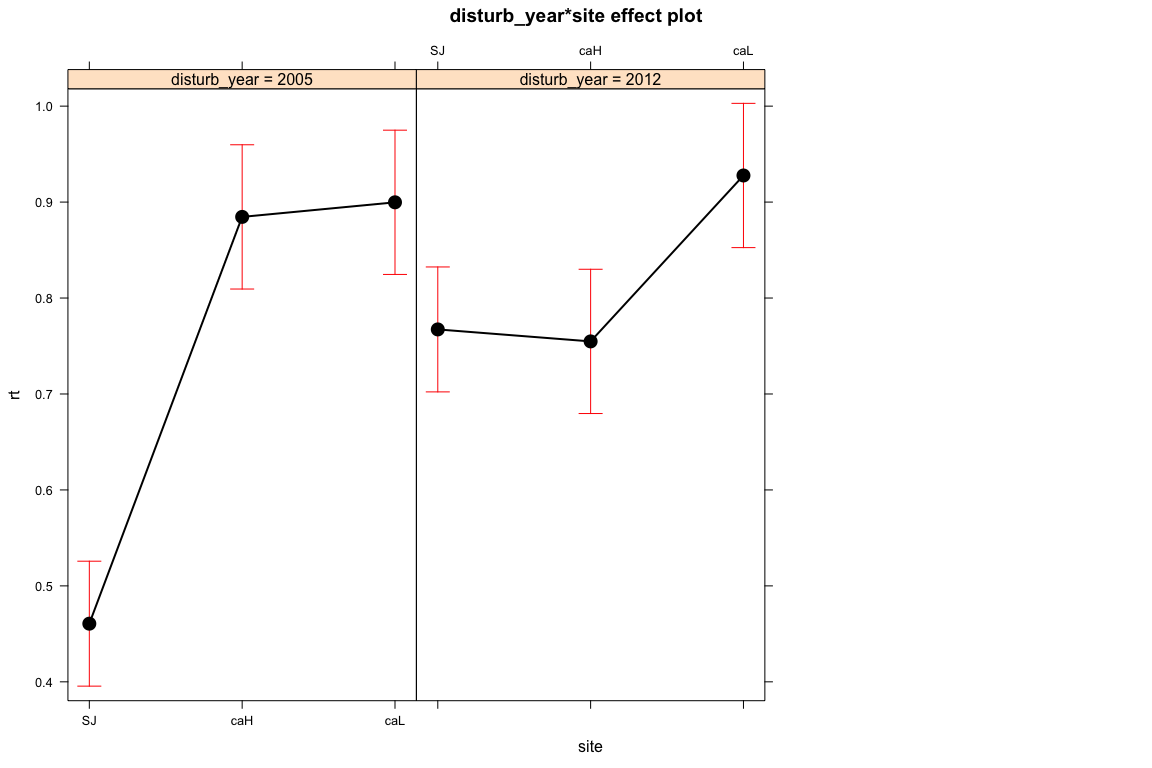 disturb_year*site effect plot
SJ caH caL
disturb_year = 2005 disturb_year = 2012
1.0
0.9
0.8
0.7
0.6
0.5
0.4
rt
SJ caH caL
site